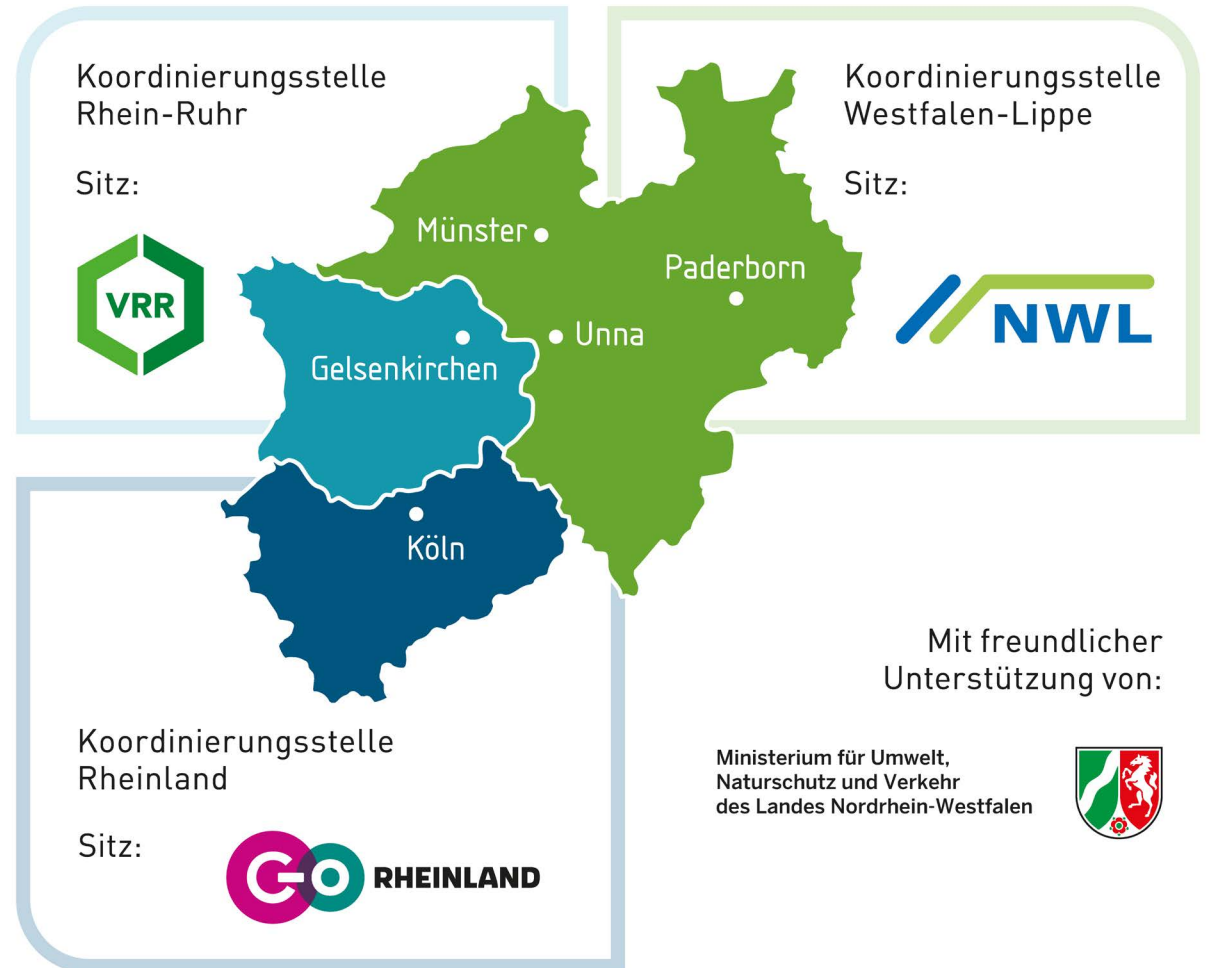 Koordinierungsstelle
Rhein-Ruhr
Sitz:
VRR
Koordinierungsstelle
Westfalen-Lippe
Sitz:
NWL
Münster
Paderborn
Unna
Gelsenkirchen
Köln
Koordinierungsstelle
Rheinland
Sitz:
GO RHEINLAND
Mit freundlicher
Unterstützung von:
Ministerium für Umwelt,
Naturschutz und Verkehr
des Landes Nordrhein-Westfalen